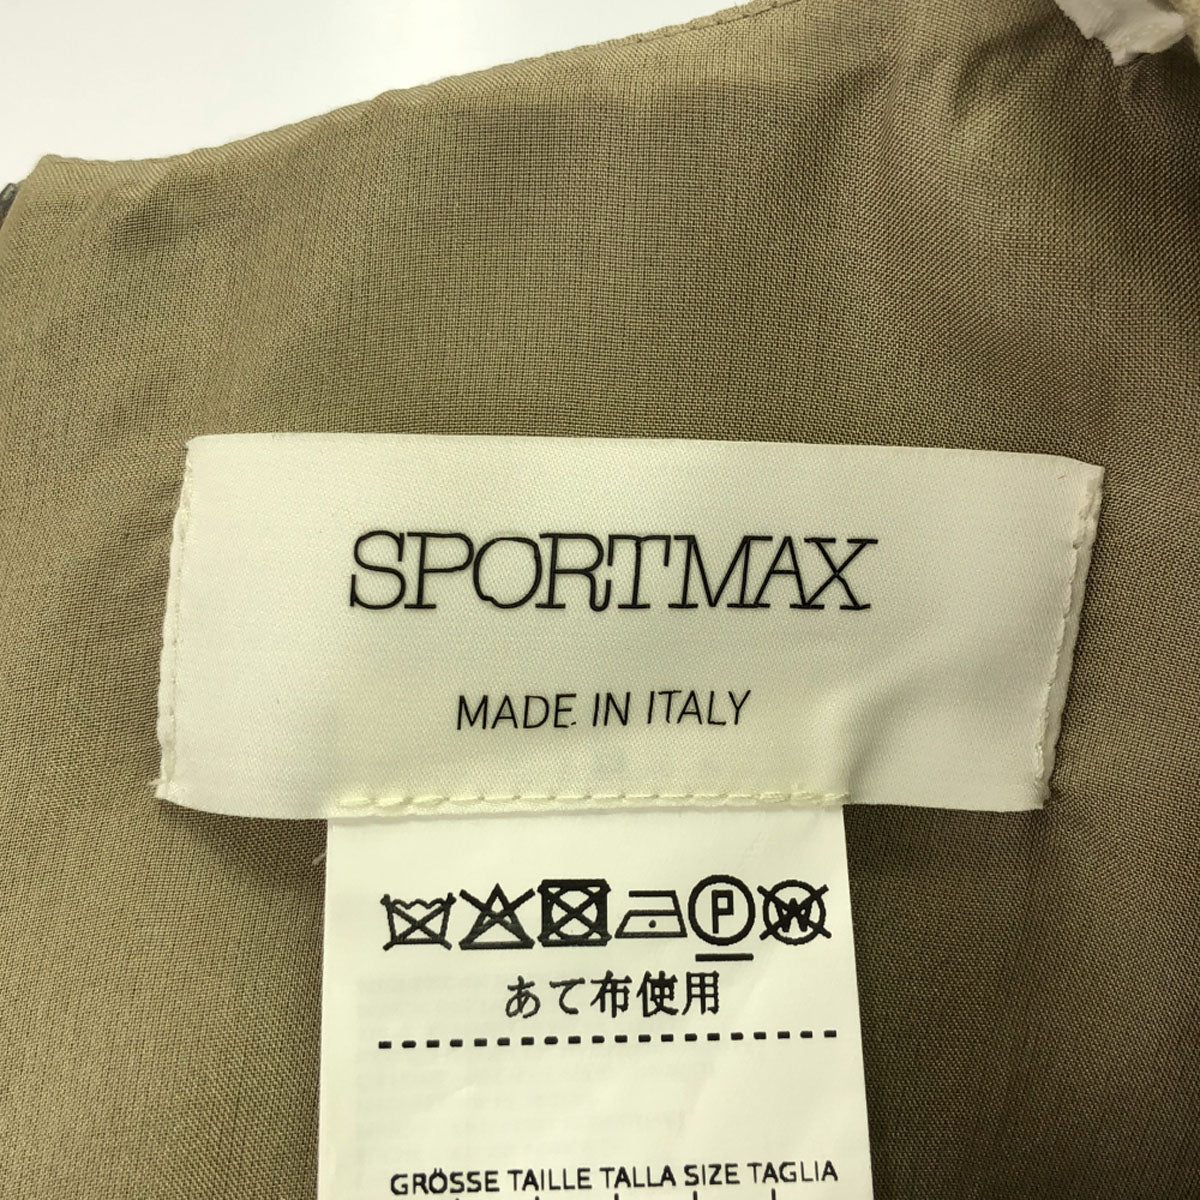 SPORTMAX
MADE IN ITALY
P W
あて布使用
GRÖSSE TAILLE TALLA SIZE TAGLIA